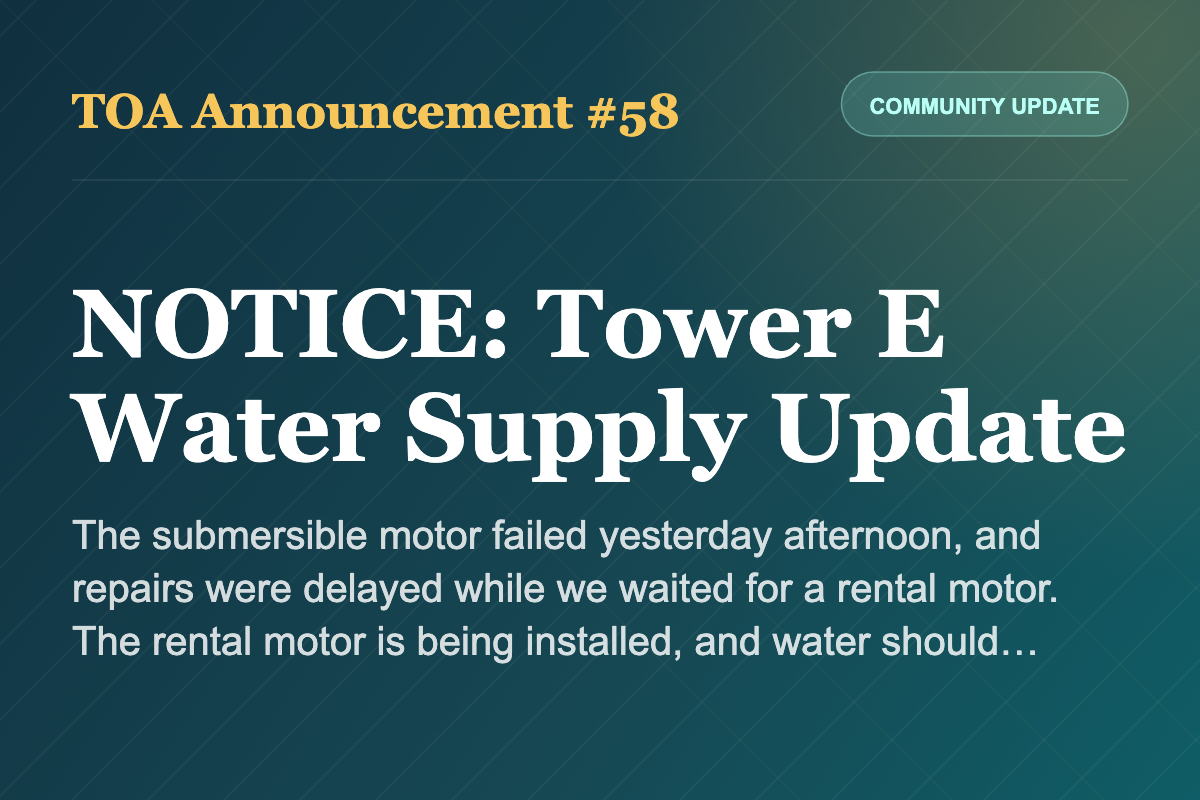 TOA Announcement #58
COMMUNITY UPDATE
NOTICE: Tower E
Water Supply Update
The submersible motor failed yesterday afternoon, and
repairs were delayed while we waited for a rental motor.
The rental motor is being installed, and water should…